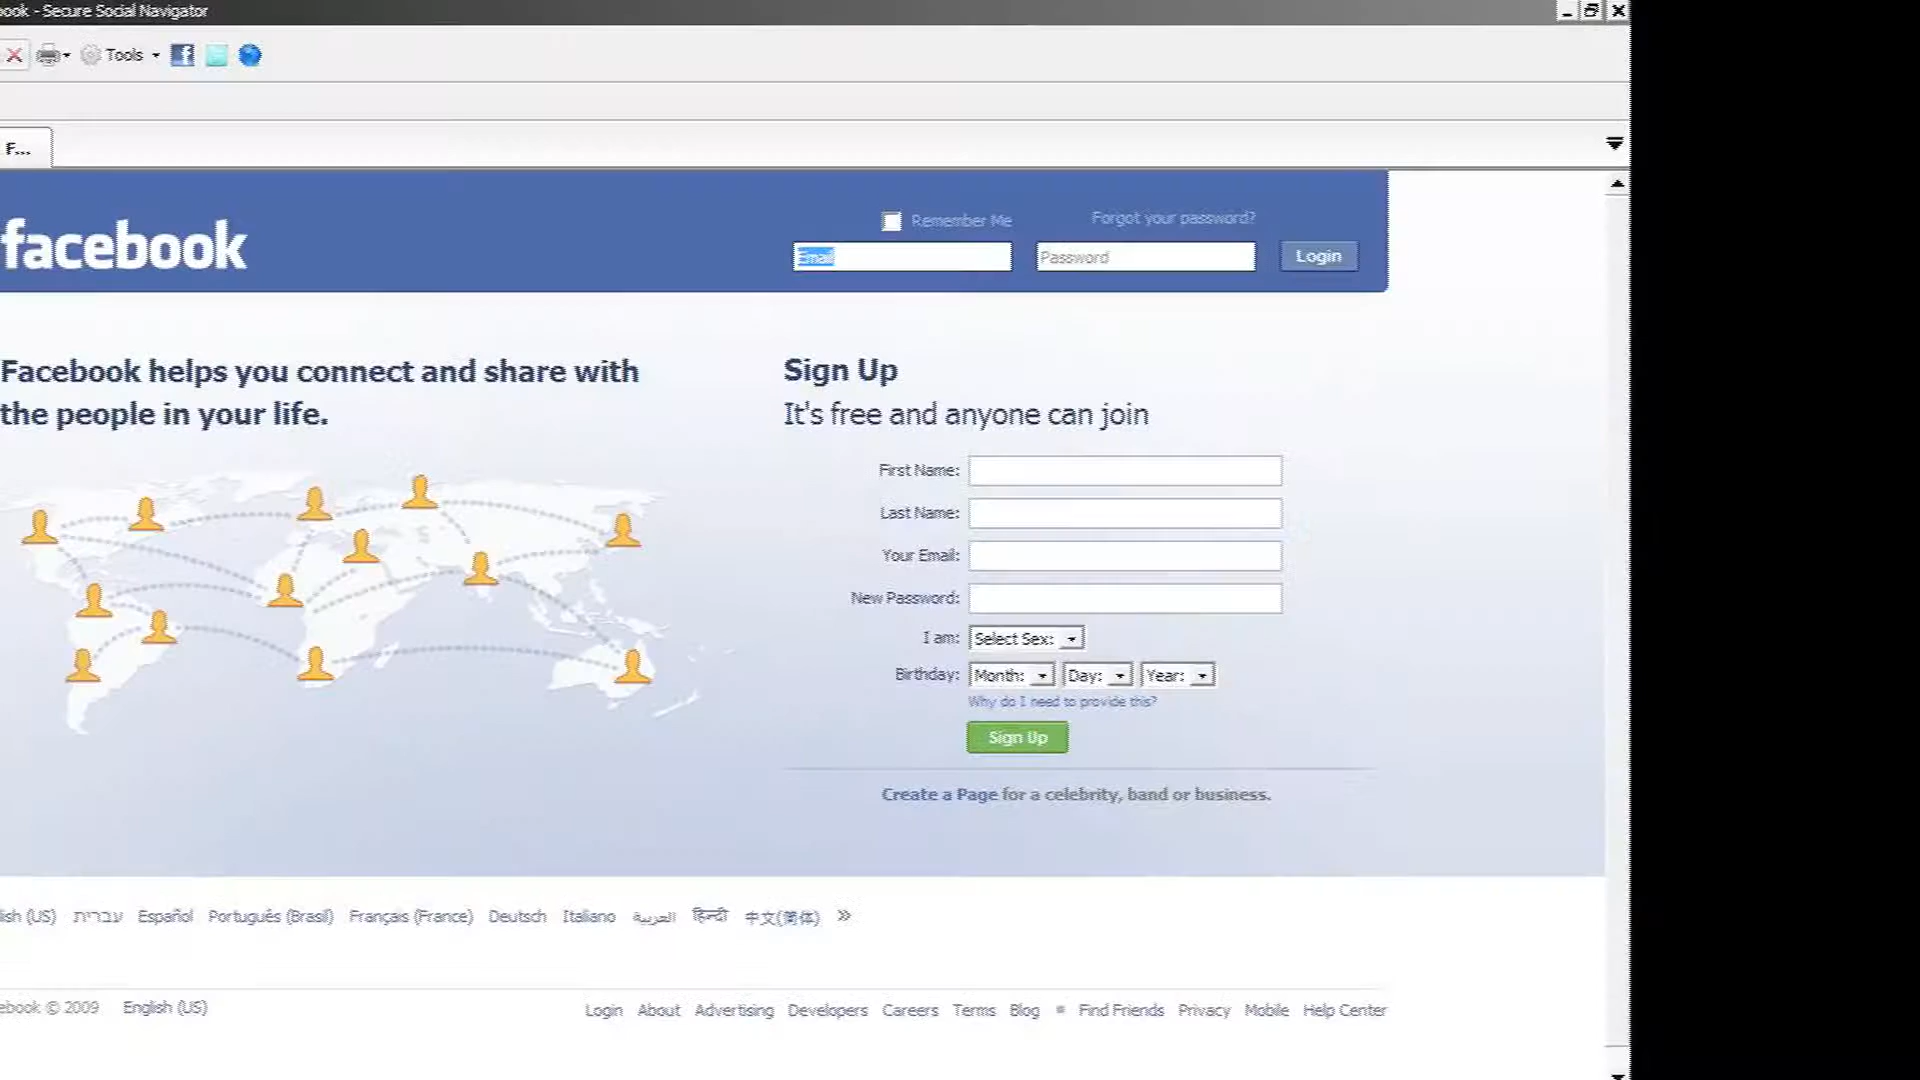 ook - Secure Social Navigator
Tools
F...
facebook
Remember Me
Forgot your password?
Email
Password
Login
Facebook helps you connect and share with
the people in your life.
Sign Up
It's free and anyone can join
First Name:
Last Name:
Your Email:
New Password:
I am: Select Sex:
Birthday: Month: Day: Year:
Why do I need to provide this?
Sign Up
Create a Page for a celebrity, band or business.
lish (US) עברית Español Português (Brasil) Français (France) Deutsch Italiano العربية हिन्दी 中文(简体) »
ebook © 2009 English (US)
Login About Advertising Developers Careers Terms Blog Find Friends Privacy Mobile Help Center